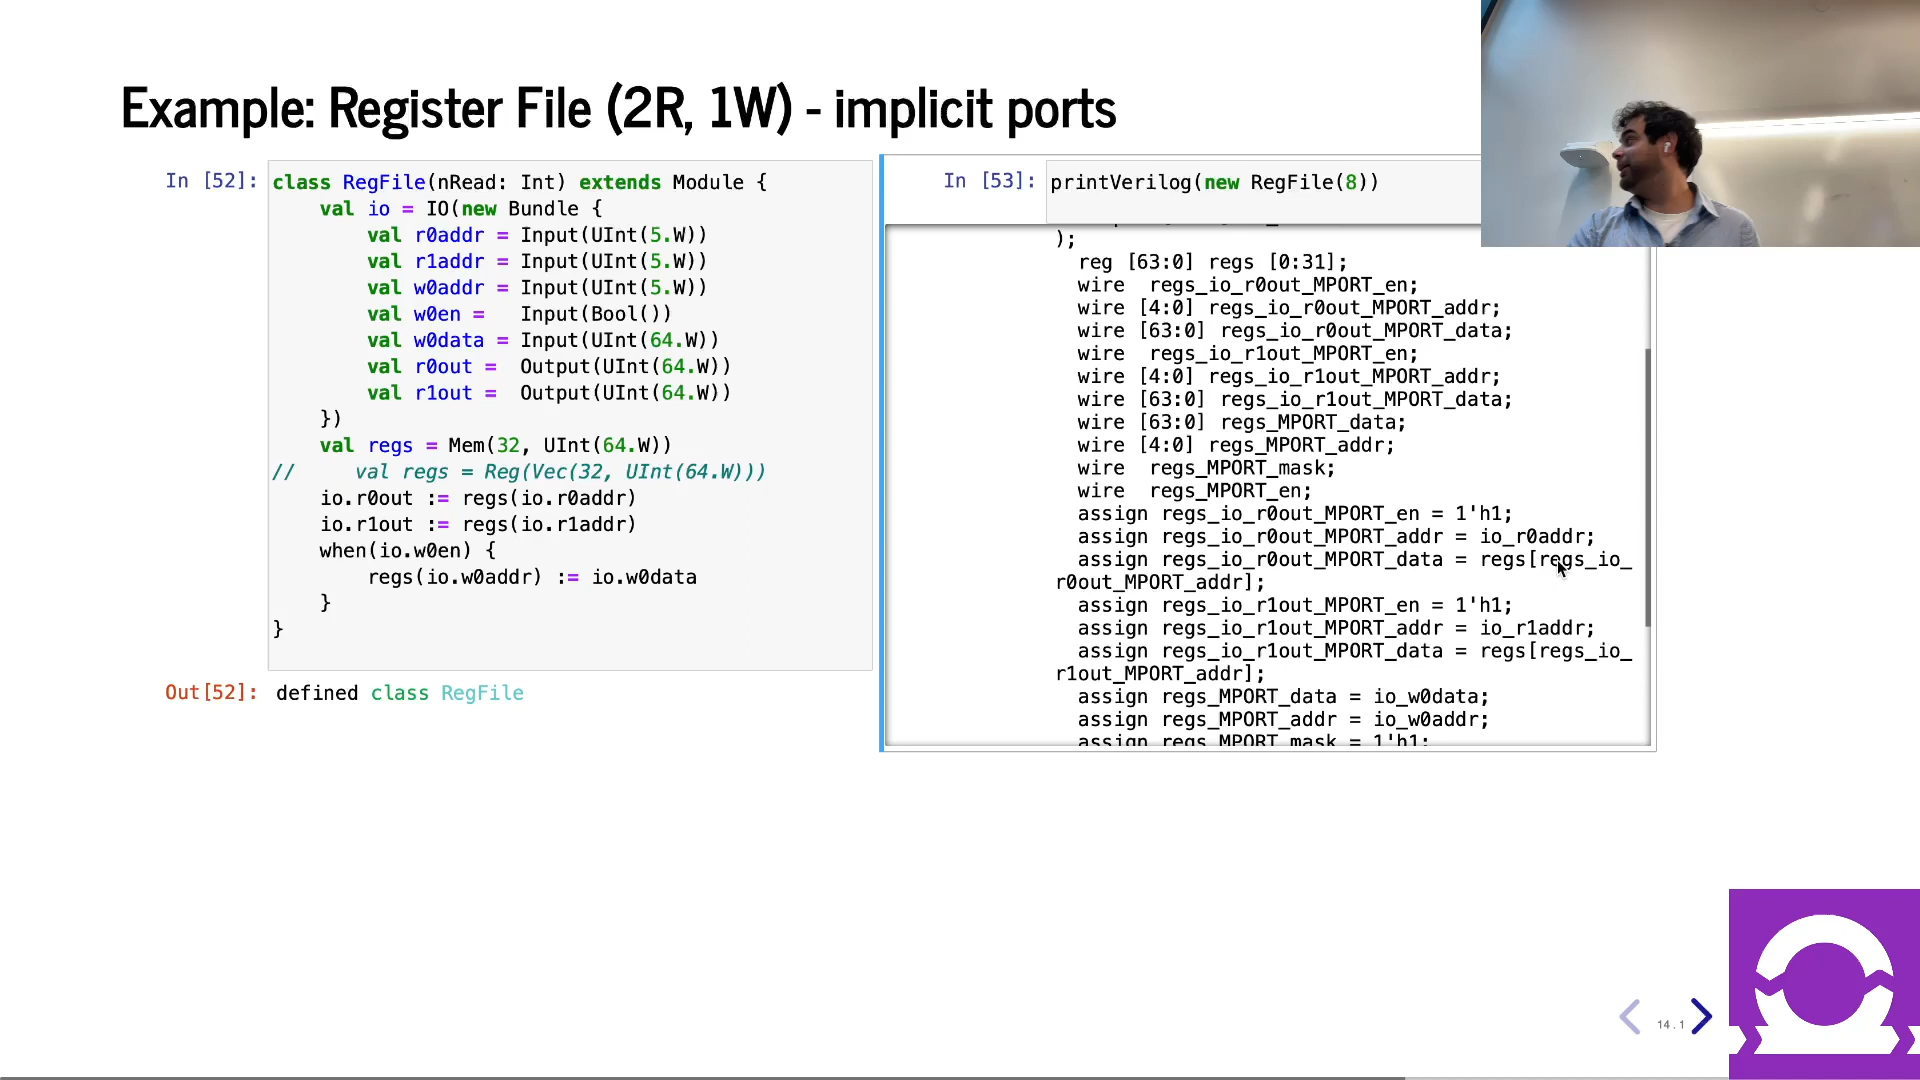 Example: Register File (2R, 1W) - implicit ports
In [52]:
class RegFile(nRead: Int) extends Module {
    val io = IO(new Bundle {
        val r0addr = Input(UInt(5.W))
        val r1addr = Input(UInt(5.W))
        val w0addr = Input(UInt(5.W))
        val w0en =   Input(Bool())
        val w0data = Input(UInt(64.W))
        val r0out =  Output(UInt(64.W))
        val r1out =  Output(UInt(64.W))
    })
    val regs = Mem(32, UInt(64.W))
//     val regs = Reg(Vec(32, UInt(64.W)))
    io.r0out := regs(io.r0addr)
    io.r1out := regs(io.r1addr)
    when(io.w0en) {
        regs(io.w0addr) := io.w0data
    }
}
Out[52]: defined class RegFile
In [53]: printVerilog(new RegFile(8))
);
  reg [63:0] regs [0:31];
  wire  regs_io_r0out_MPORT_en;
  wire [4:0] regs_io_r0out_MPORT_addr;
  wire [63:0] regs_io_r0out_MPORT_data;
  wire  regs_io_r1out_MPORT_en;
  wire [4:0] regs_io_r1out_MPORT_addr;
  wire [63:0] regs_io_r1out_MPORT_data;
  wire [63:0] regs_MPORT_data;
  wire [4:0] regs_MPORT_addr;
  wire  regs_MPORT_mask;
  wire  regs_MPORT_en;
  assign regs_io_r0out_MPORT_en = 1'h1;
  assign regs_io_r0out_MPORT_addr = io_r0addr;
  assign regs_io_r0out_MPORT_data = regs[regs_io_
r0out_MPORT_addr];
  assign regs_io_r1out_MPORT_en = 1'h1;
  assign regs_io_r1out_MPORT_addr = io_r1addr;
  assign regs_io_r1out_MPORT_data = regs[regs_io_
r1out_MPORT_addr];
  assign regs_MPORT_data = io_w0data;
  assign regs_MPORT_addr = io_w0addr;
  assign regs_MPORT_mask = 1'h1;
14.1